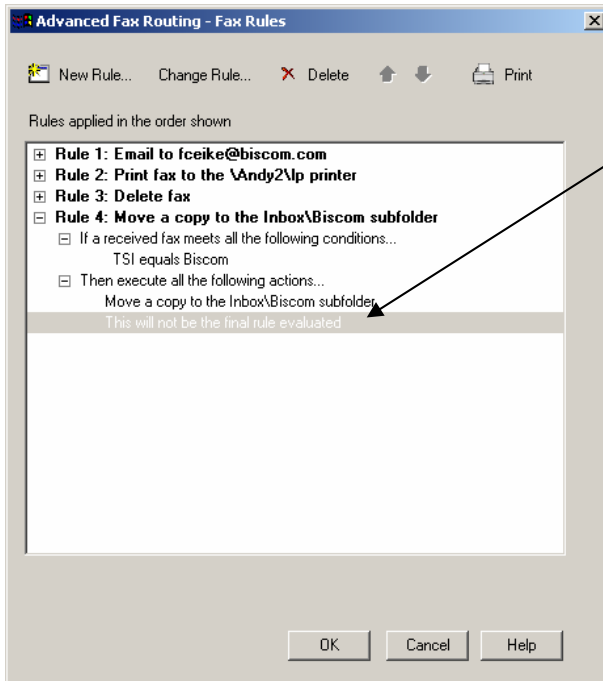 Advanced Fax Routing - Fax Rules
New Rule... Change Rule... Delete Print
Rules applied in the order shown
Rule 1: Email to fceike@biscom.com
Rule 2: Print fax to the \Andy2\lp printer
Rule 3: Delete fax
Rule 4: Move a copy to the Inbox\Biscom subfolder
If a received fax meets all the following conditions...
TSI equals Biscom
Then execute all the following actions...
Move a copy to the Inbox\Biscom subfolder
This will not be the final rule evaluated
OK Cancel Help